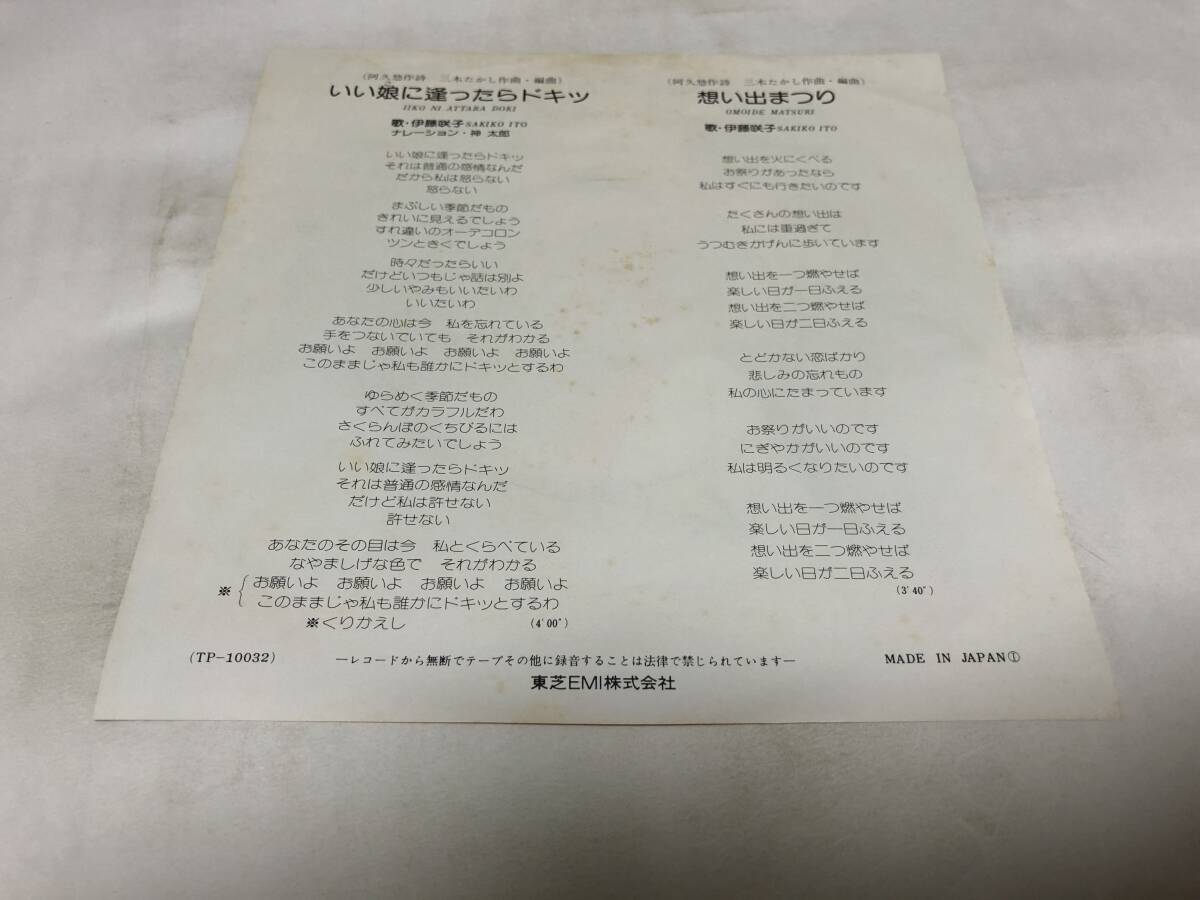 (阿久悠作詩　三木たかし作曲・編曲)
いい娘に逢ったらドキッ
IIKO NI ATTARA DOKI
歌・伊藤咲子 SAKIKO ITO
ナレーション・神 太郎
いい娘に逢ったらドキッ
それは普通の感情なんだ
だから私は怒らない
怒らない
まぶしい季節だもの
きれいに見えるでしょう
すれ違いのオーデコロン
ツンときくでしょう
時々だったらいい
だけどいつもじゃ話は別よ
少しいやみもいいたいわ
いいたいわ
あなたの心は今　私を忘れている
手をつないでいても　それがわかる
お願いよ　お願いよ　お願いよ　お願いよ
このままじゃ私も誰かにドキッとするわ
ゆらめく季節だもの
すべてがカラフルだわ
さくらんぼのくちびるには
ふれてみたいでしょう
いい娘に逢ったらドキッ
それは普通の感情なんだ
だけど私は許せない
許せない
あなたのその目は今　私とくらべている
なやましげな色で　それがわかる
※ お願いよ　お願いよ　お願いよ　お願いよ
このままじゃ私も誰かにドキッとするわ
※くりかえし (4'00")
(阿久悠作詩　三木たかし作曲・編曲)
想い出まつり
OMOIDE MATSURI
歌・伊藤咲子 SAKIKO ITO
想い出を火にくべる
お祭りがあったなら
私はすぐにも行きたいのです
たくさんの想い出は
私には重過ぎて
うつむきかげんに歩いています
想い出を一つ燃やせば
楽しい日が一日ふえる
想い出を二つ燃やせば
楽しい日が二日ふえる
とどかない恋ばかり
悲しみの忘れもの
私の心にたまっています
お祭りがいいのです
にぎやかがいいのです
私は明るくなりたいのです
想い出を一つ燃やせば
楽しい日が一日ふえる
想い出を二つ燃やせば
楽しい日が二日ふえる
(3'40")
(TP-10032) ―レコードから無断でテープその他に録音することは法律で禁じられています― MADE IN JAPAN①
東芝EMI株式会社